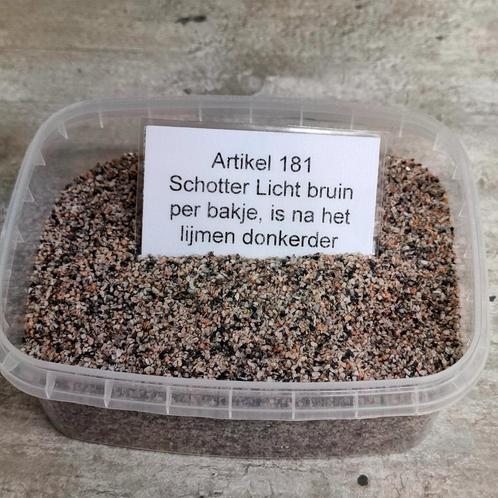 Artikel 181
Schotter Licht bruin
per bakje, is na het
lijmen donkerder